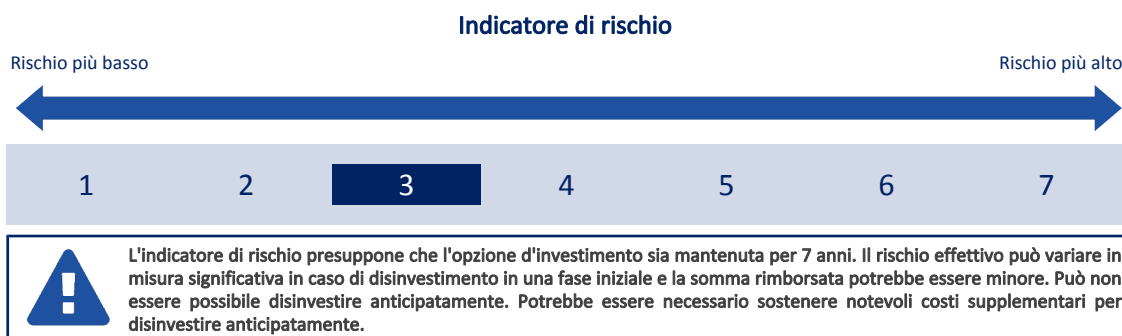 Indicatore di rischio
Rischio più basso
Rischio più alto
1 2 3 4 5 6 7
L'indicatore di rischio presuppone che l'opzione d'investimento sia mantenuta per 7 anni. Il rischio effettivo può variare in
misura significativa in caso di disinvestimento in una fase iniziale e la somma rimborsata potrebbe essere minore. Può non
essere possibile disinvestire anticipatamente. Potrebbe essere necessario sostenere notevoli costi supplementari per
disinvestire anticipatamente.